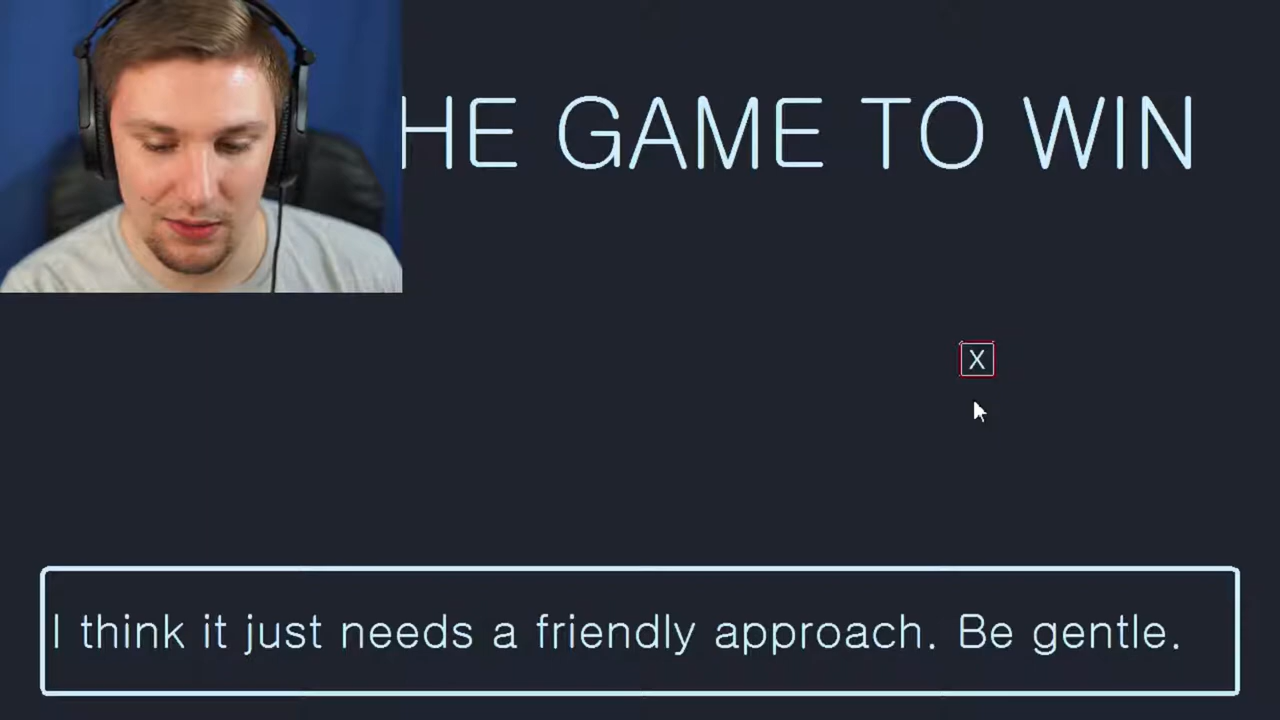 HE GAME TO WIN
X
I think it just needs a friendly approach. Be gentle.